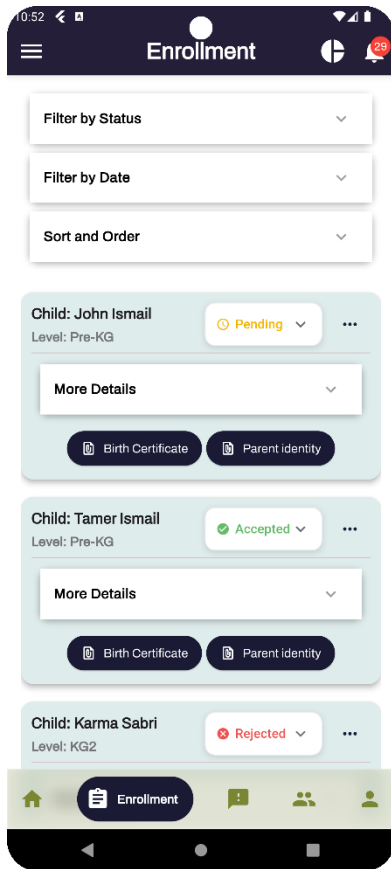 10:52
Enrollment
29
Filter by Status
Filter by Date
Sort and Order
Child: John Ismail
Pending
Level: Pre-KG
More Details
Birth Certificate
Parent identity
Child: Tamer Ismail
Accepted
Level: Pre-KG
More Details
Birth Certificate
Parent identity
Child: Karma Sabri
Rejected
Level: KG2
Enrollment